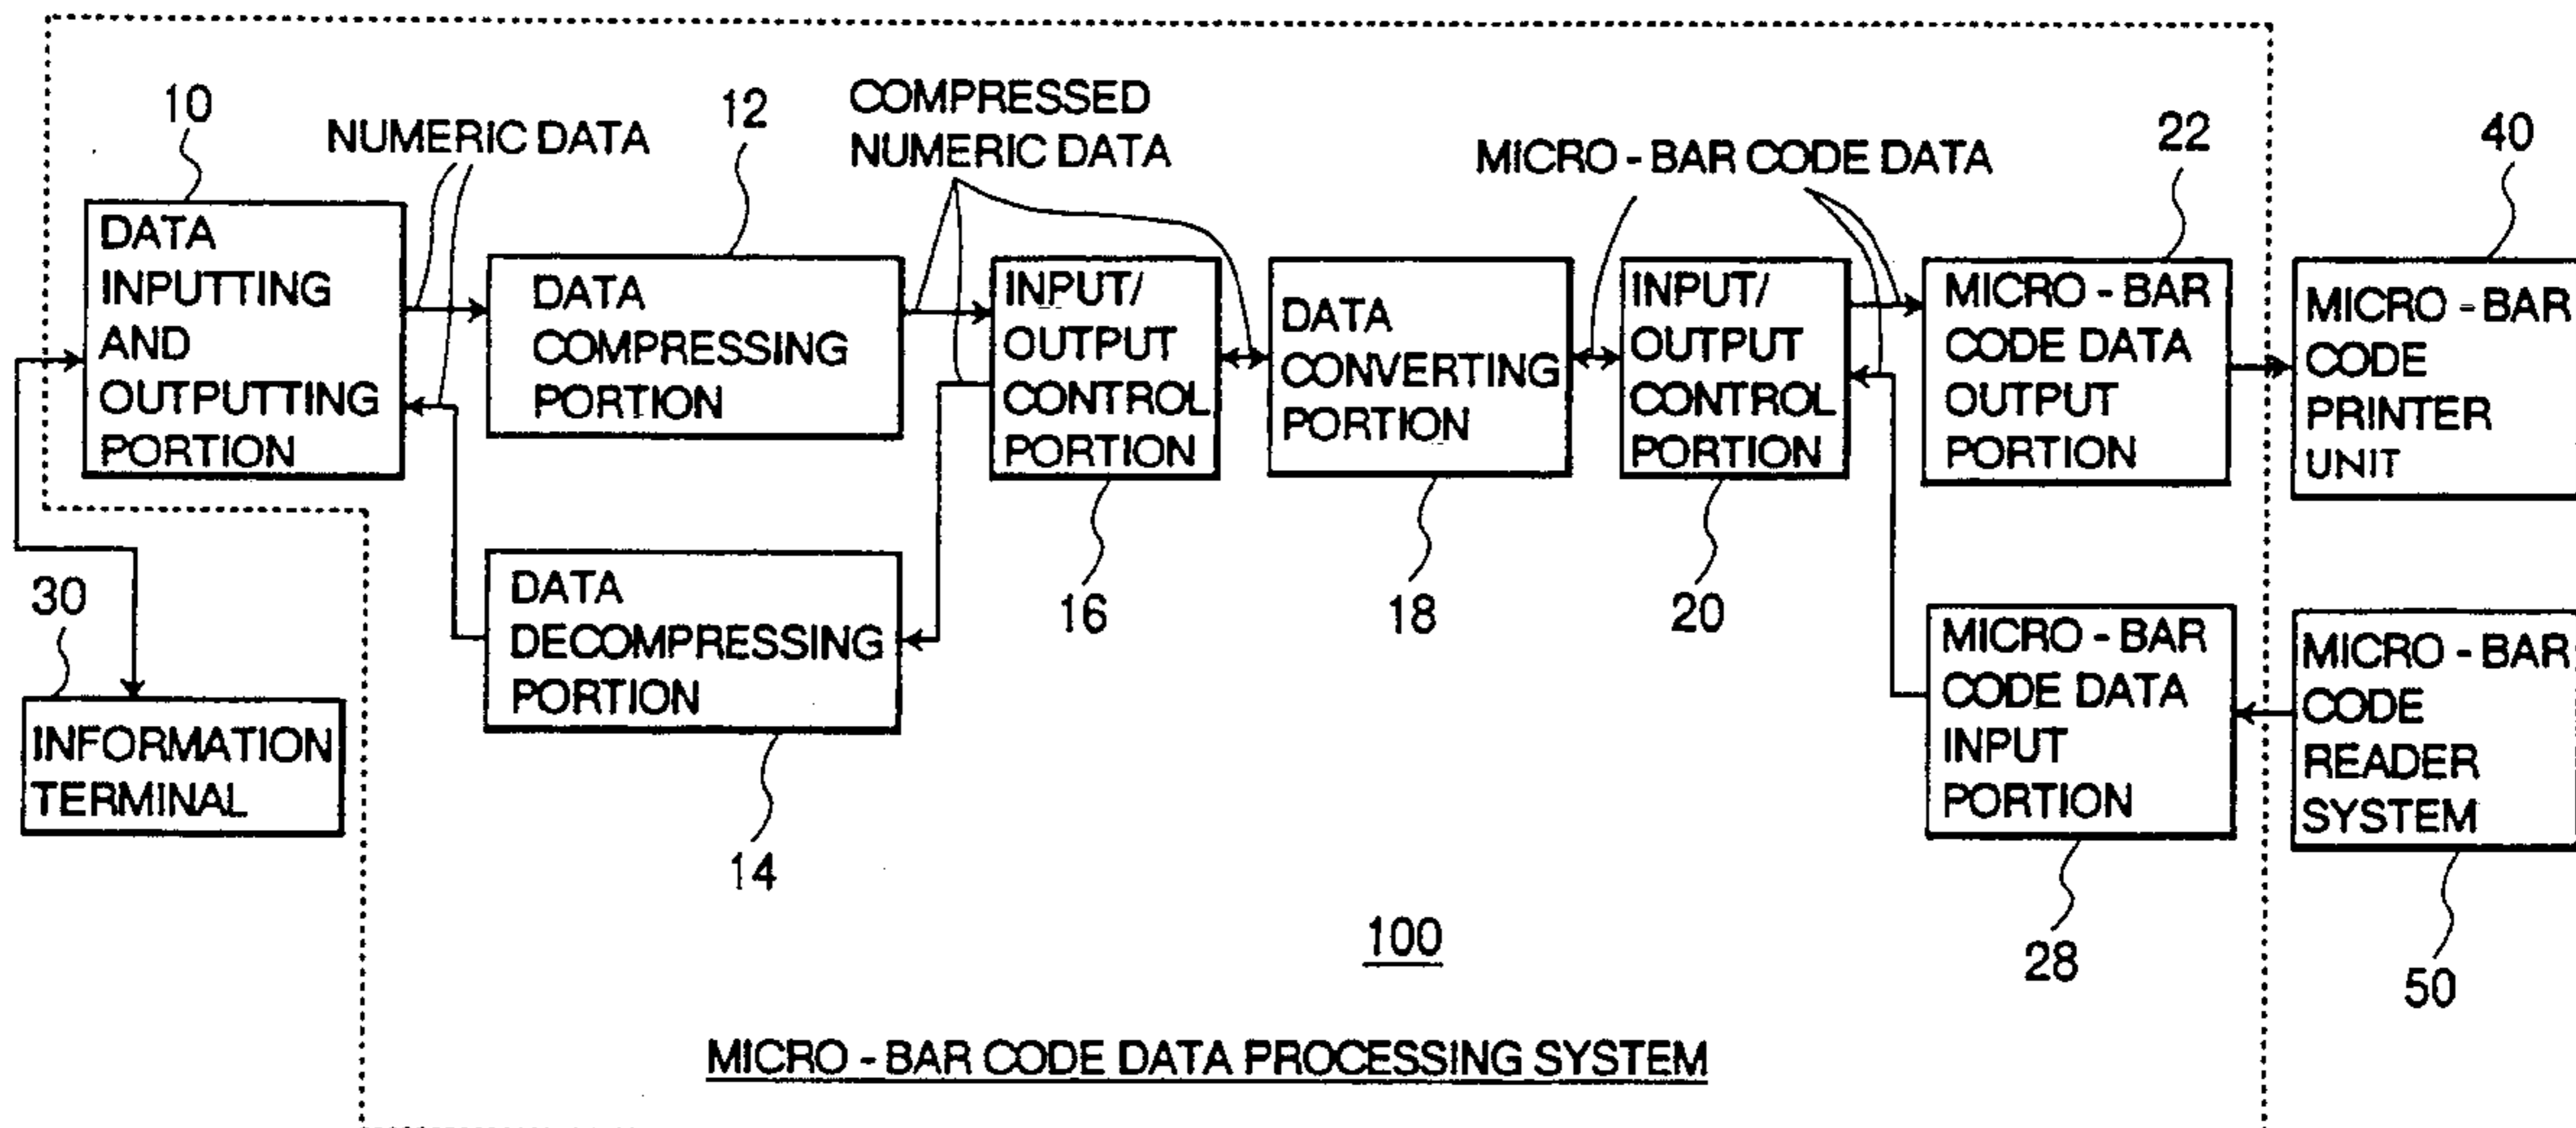 10
NUMERIC DATA
12
COMPRESSED
NUMERIC DATA
MICRO - BAR CODE DATA
22
40
DATA
INPUTTING
AND
OUTPUTTING
PORTION
DATA
COMPRESSING
PORTION
INPUT/
OUTPUT
CONTROL
PORTION
DATA
CONVERTING
PORTION
INPUT/
OUTPUT
CONTROL
PORTION
MICRO - BAR
CODE DATA
OUTPUT
PORTION
MICRO - BAR
CODE
PRINTER
UNIT
30
INFORMATION
TERMINAL
DATA
DECOMPRESSING
PORTION
14
16
18
20
MICRO - BAR
CODE DATA
INPUT
PORTION
28
MICRO - BAR
CODE
READER
SYSTEM
50
100
MICRO - BAR CODE DATA PROCESSING SYSTEM